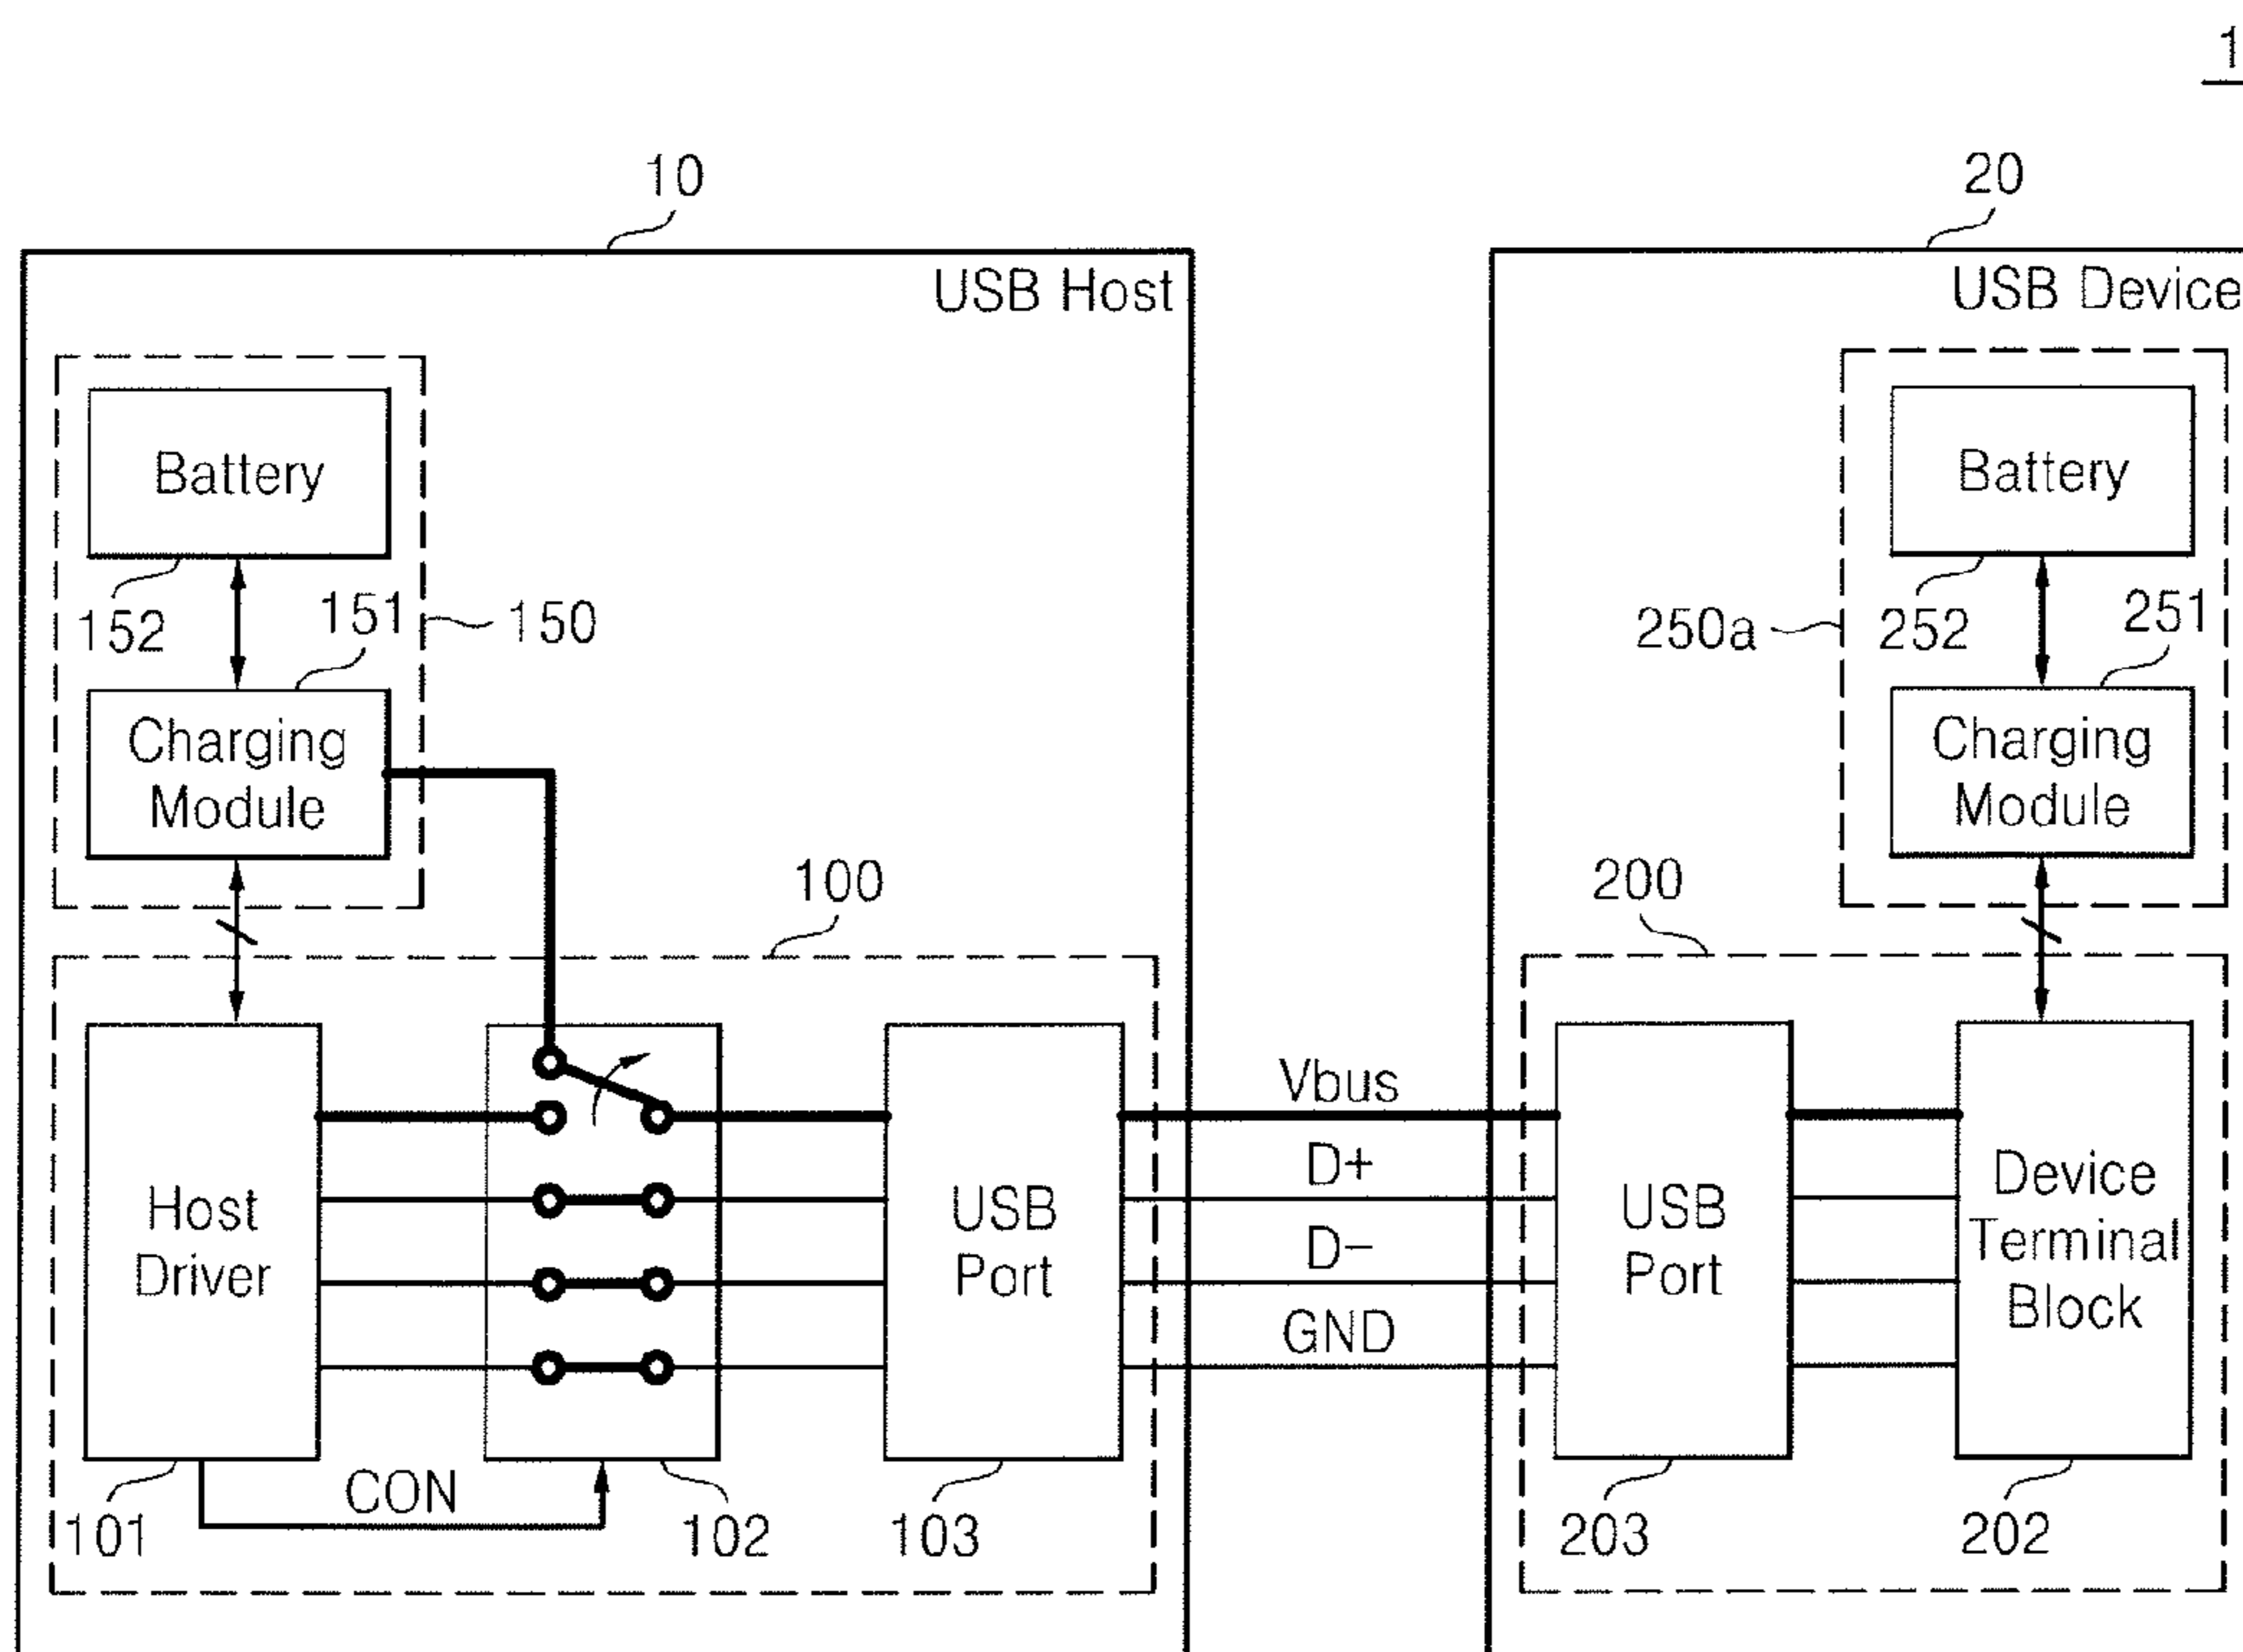 1
10
20
USB Host
USB Device
Battery
Battery
152
151
150
250a
252
251
Charging
Module
Charging
Module
100
200
Vbus
D+
D−
GND
Host
Driver
USB
Port
USB
Port
Device
Terminal
Block
CON
101
102
103
203
202